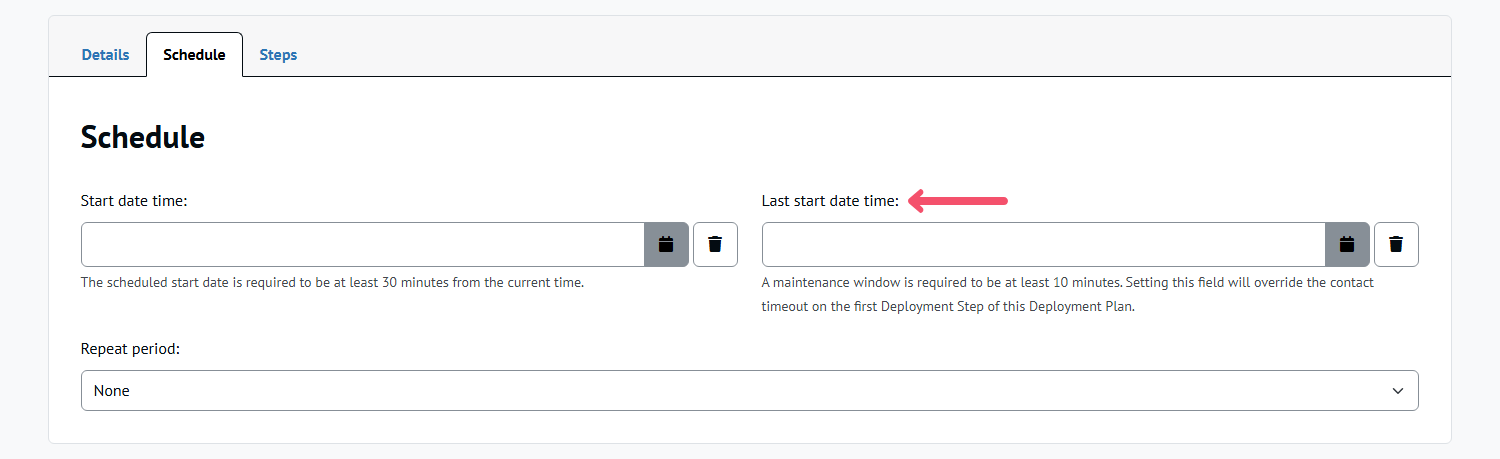 Details Schedule Steps
Schedule
Start date time:
Last start date time:
The scheduled start date is required to be at least 30 minutes from the current time.
A maintenance window is required to be at least 10 minutes. Setting this field will override the contact
timeout on the first Deployment Step of this Deployment Plan.
Repeat period:
None